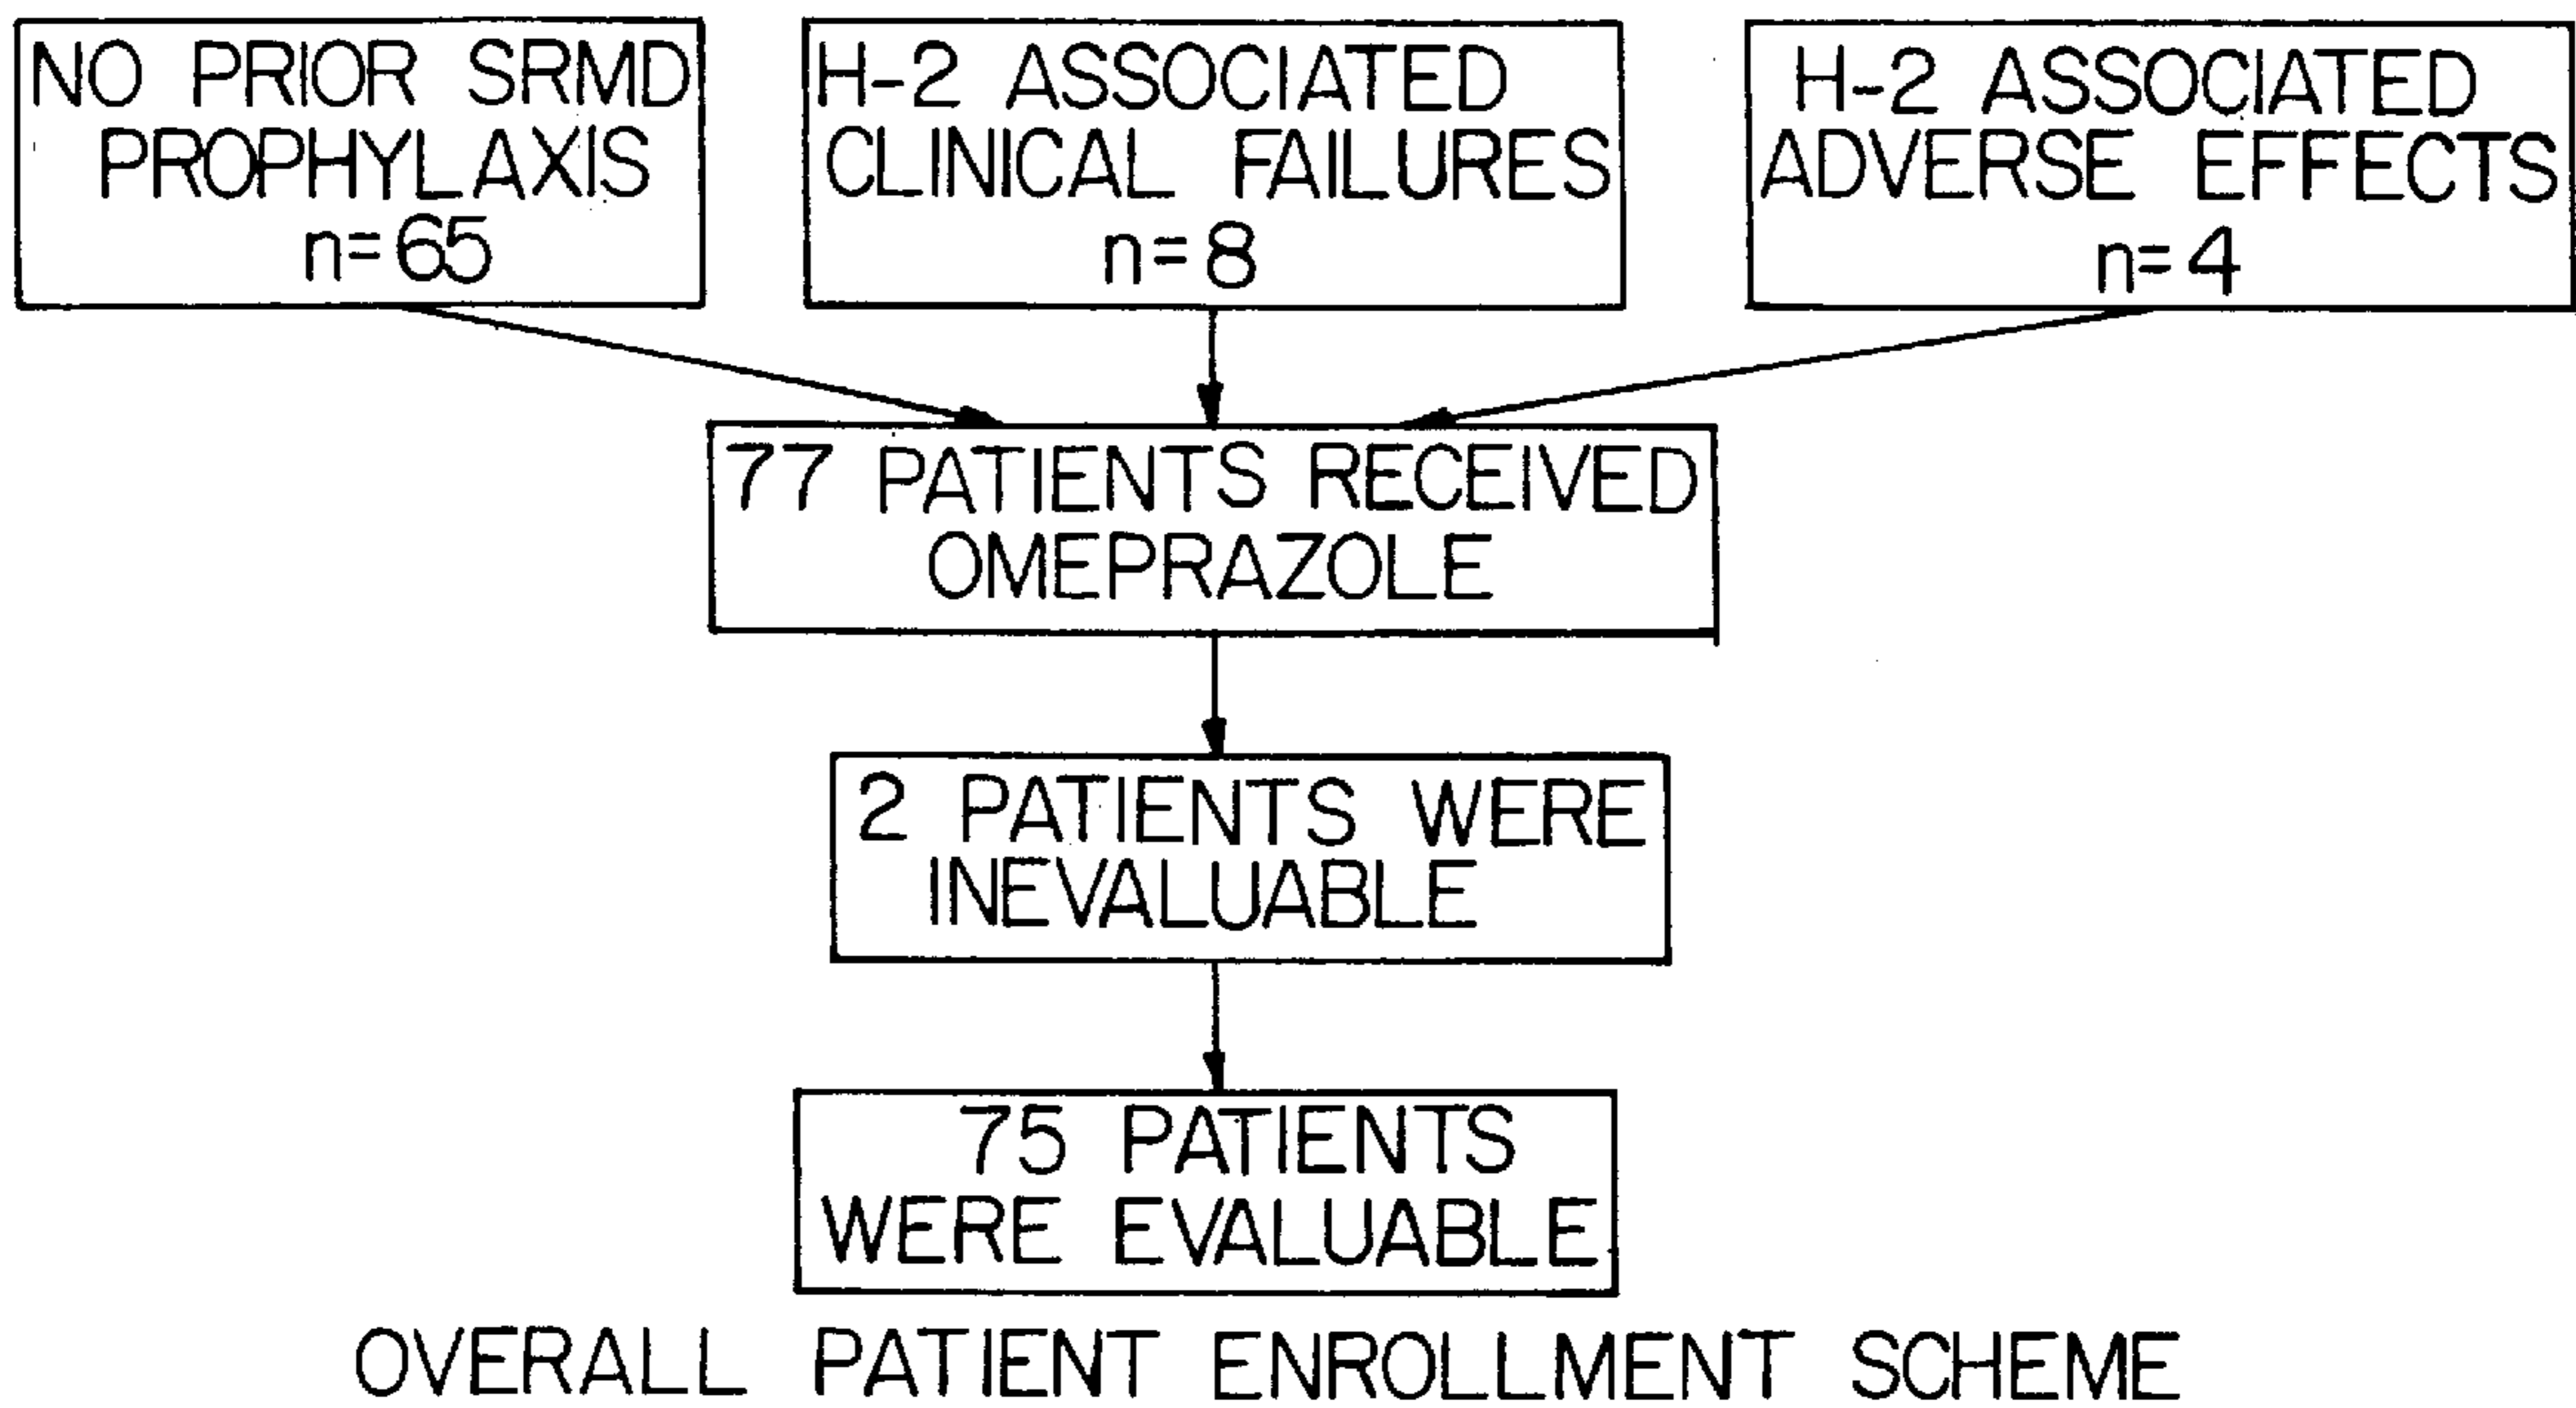 NO PRIOR SRMD
PROPHYLAXIS
n=65
H-2 ASSOCIATED
CLINICAL FAILURES
n=8
H-2 ASSOCIATED
ADVERSE EFFECTS
n=4
77 PATIENTS RECEIVED
OMEPRAZOLE
2 PATIENTS WERE
INEVALUABLE
75 PATIENTS
WERE EVALUABLE
OVERALL PATIENT ENROLLMENT SCHEME